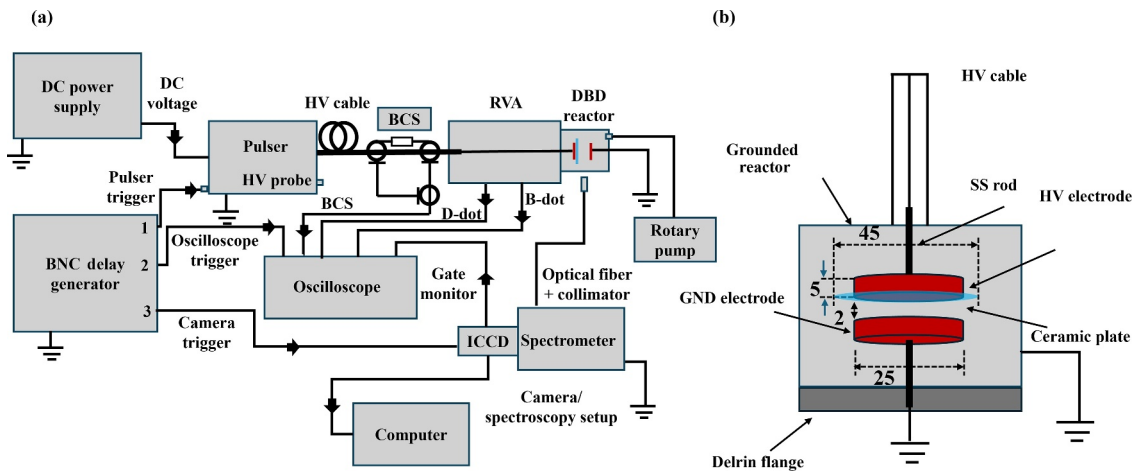 (a)
DC power
supply
DC
voltage
HV cable
BCS
RVA
DBD
reactor
Pulser
HV probe
Pulser
trigger
1
2
3
BNC delay
generator
Oscilloscope
trigger
Camera
trigger
BCS
D-dot
B-dot
Oscilloscope
Gate
monitor
Optical fiber
+ collimator
Rotary
pump
ICCD
Spectrometer
Camera/
spectroscopy setup
Computer
(b)
HV cable
Grounded
reactor
SS rod
HV electrode
45
5
GND electrode
2
Ceramic plate
25
Delrin flange